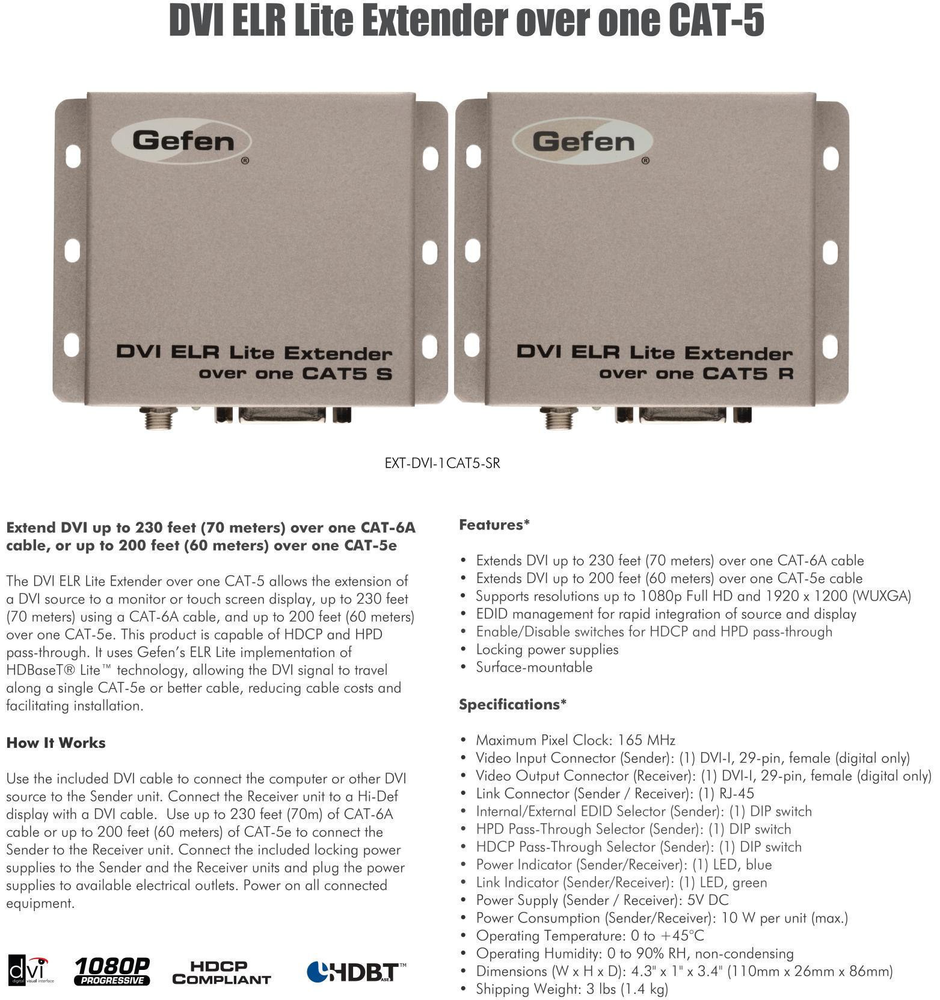 DVI ELR Lite Extender over one CAT-5
Gefen
®
DVI ELR Lite Extender
over one CAT5 S
Gefen
®
DVI ELR Lite Extender
over one CAT5 R
EXT-DVI-1CAT5-SR
Extend DVI up to 230 feet (70 meters) over one CAT-6A
cable, or up to 200 feet (60 meters) over one CAT-5e
The DVI ELR Lite Extender over one CAT-5 allows the extension of
a DVI source to a monitor or touch screen display, up to 230 feet
(70 meters) using a CAT-6A cable, and up to 200 feet (60 meters)
over one CAT-5e. This product is capable of HDCP and HPD
pass-through. It uses Gefen's ELR Lite implementation of
HDBaseT® Lite™ technology, allowing the DVI signal to travel
along a single CAT-5e or better cable, reducing cable costs and
facilitating installation.
How It Works
Use the included DVI cable to connect the computer or other DVI
source to the Sender unit. Connect the Receiver unit to a Hi-Def
display with a DVI cable.  Use up to 230 feet (70m) of CAT-6A
cable or up to 200 feet (60 meters) of CAT-5e to connect the
Sender to the Receiver unit. Connect the included locking power
supplies to the Sender and the Receiver units and plug the power
supplies to available electrical outlets. Power on all connected
equipment.
Features*
• Extends DVI up to 230 feet (70 meters) over one CAT-6A cable
• Extends DVI up to 200 feet (60 meters) over one CAT-5e cable
• Supports resolutions up to 1080p Full HD and 1920 x 1200 (WUXGA)
• EDID management for rapid integration of source and display
• Enable/Disable switches for HDCP and HPD pass-through
• Locking power supplies
• Surface-mountable
Specifications*
• Maximum Pixel Clock: 165 MHz
• Video Input Connector (Sender): (1) DVI-I, 29-pin, female (digital only)
• Video Output Connector (Receiver): (1) DVI-I, 29-pin, female (digital only)
• Link Connector (Sender / Receiver): (1) RJ-45
• Internal/External EDID Selector (Sender): (1) DIP switch
• HPD Pass-Through Selector (Sender): (1) DIP switch
• HDCP Pass-Through Selector (Sender): (1) DIP switch
• Power Indicator (Sender/Receiver): (1) LED, blue
• Link Indicator (Sender/Receiver): (1) LED, green
• Power Supply (Sender / Receiver): 5V DC
• Power Consumption (Sender/Receiver): 10 W per unit (max.)
• Operating Temperature: 0 to +45°C
• Operating Humidity: 0 to 90% RH, non-condensing
• Dimensions (W x H x D): 4.3" x 1" x 3.4" (110mm x 26mm x 86mm)
• Shipping Weight: 3 lbs (1.4 kg)
dvi
digital visual interface
1080P
PROGRESSIVE
HDCP
COMPLIANT
HDBASET™